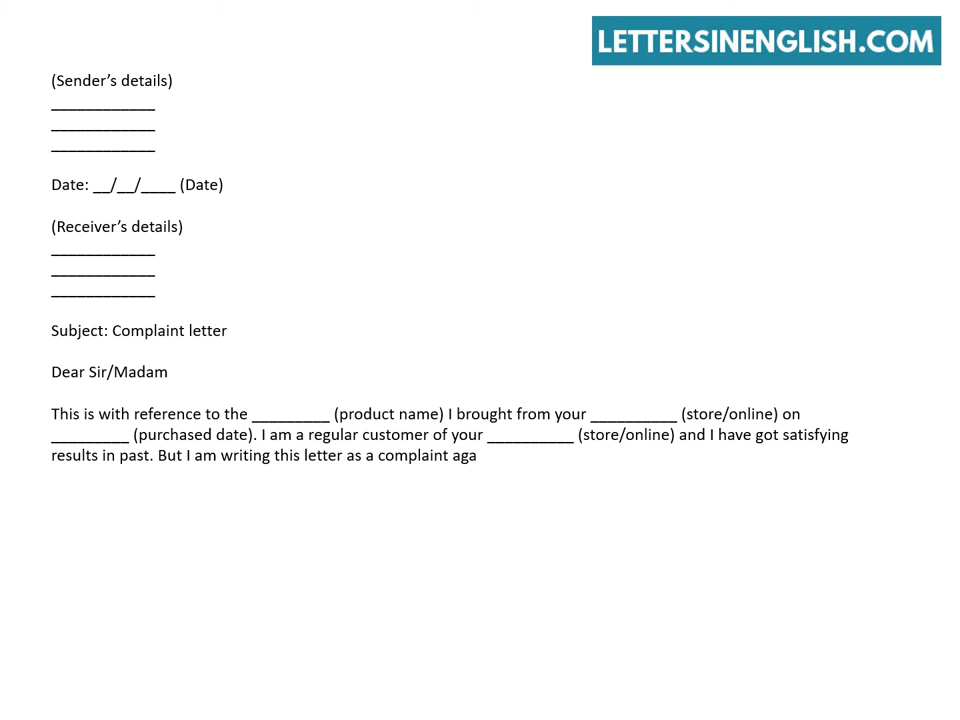 LETTERSINENGLISH.COM
(Sender’s details)
____________
____________
____________
Date: __/__/____ (Date)
(Receiver’s details)
____________
____________
____________
Subject: Complaint letter
Dear Sir/Madam
This is with reference to the _________ (product name) I brought from your __________ (store/online) on
_________ (purchased date). I am a regular customer of your __________ (store/online) and I have got satisfying
results in past. But I am writing this letter as a complaint aga